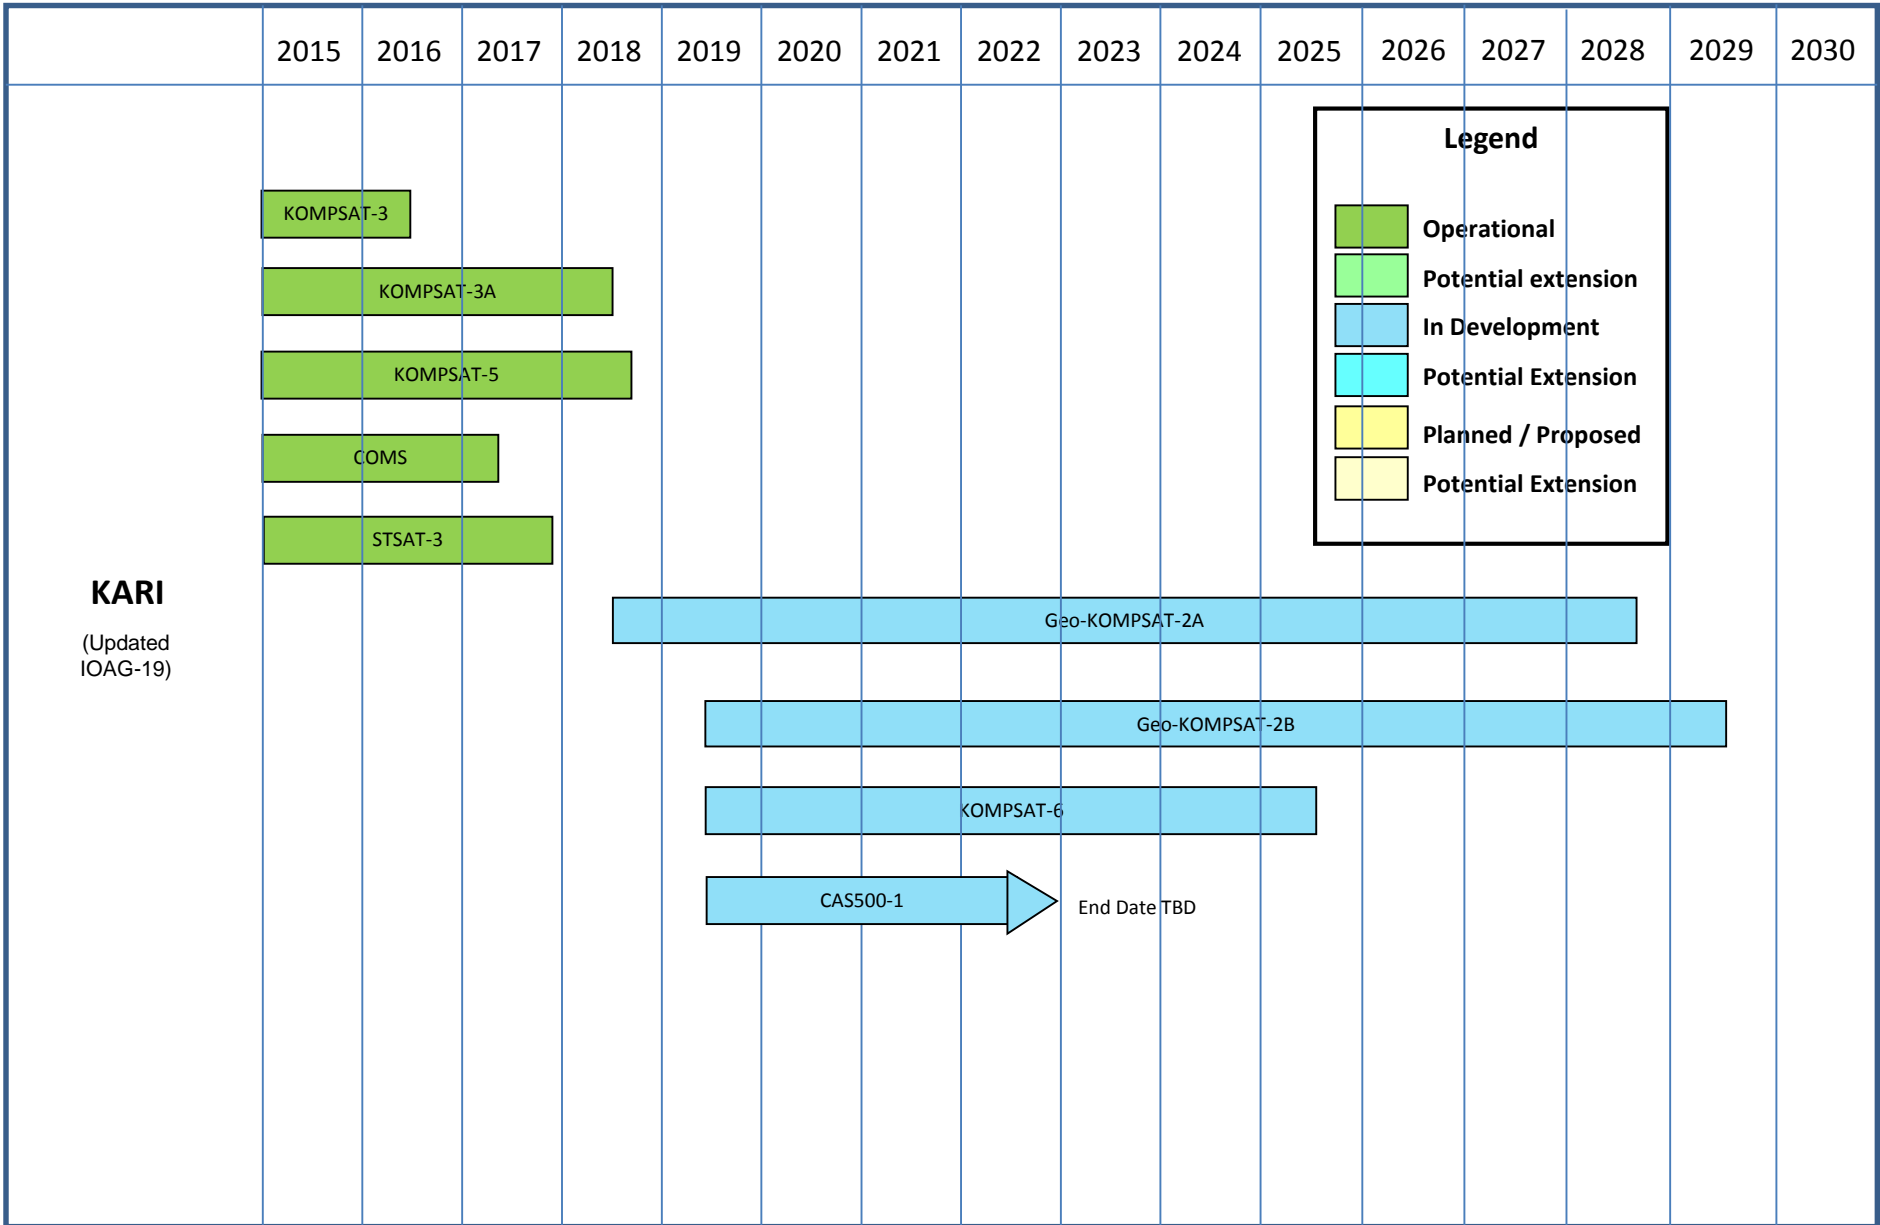 2015 2016 2017 2018 2019 2020 2021 2022 2023 2024 2025 2026 2027 2028 2029 2030
Legend
Operational
Potential extension
In Development
Potential Extension
Planned / Proposed
Potential Extension
KOMPSAT-3
KOMPSAT-3A
KOMPSAT-5
COMS
STSAT-3
KARI
(Updated
IOAG-19)
Geo-KOMPSAT-2A
Geo-KOMPSAT-2B
KOMPSAT-6
CAS500-1
End Date TBD